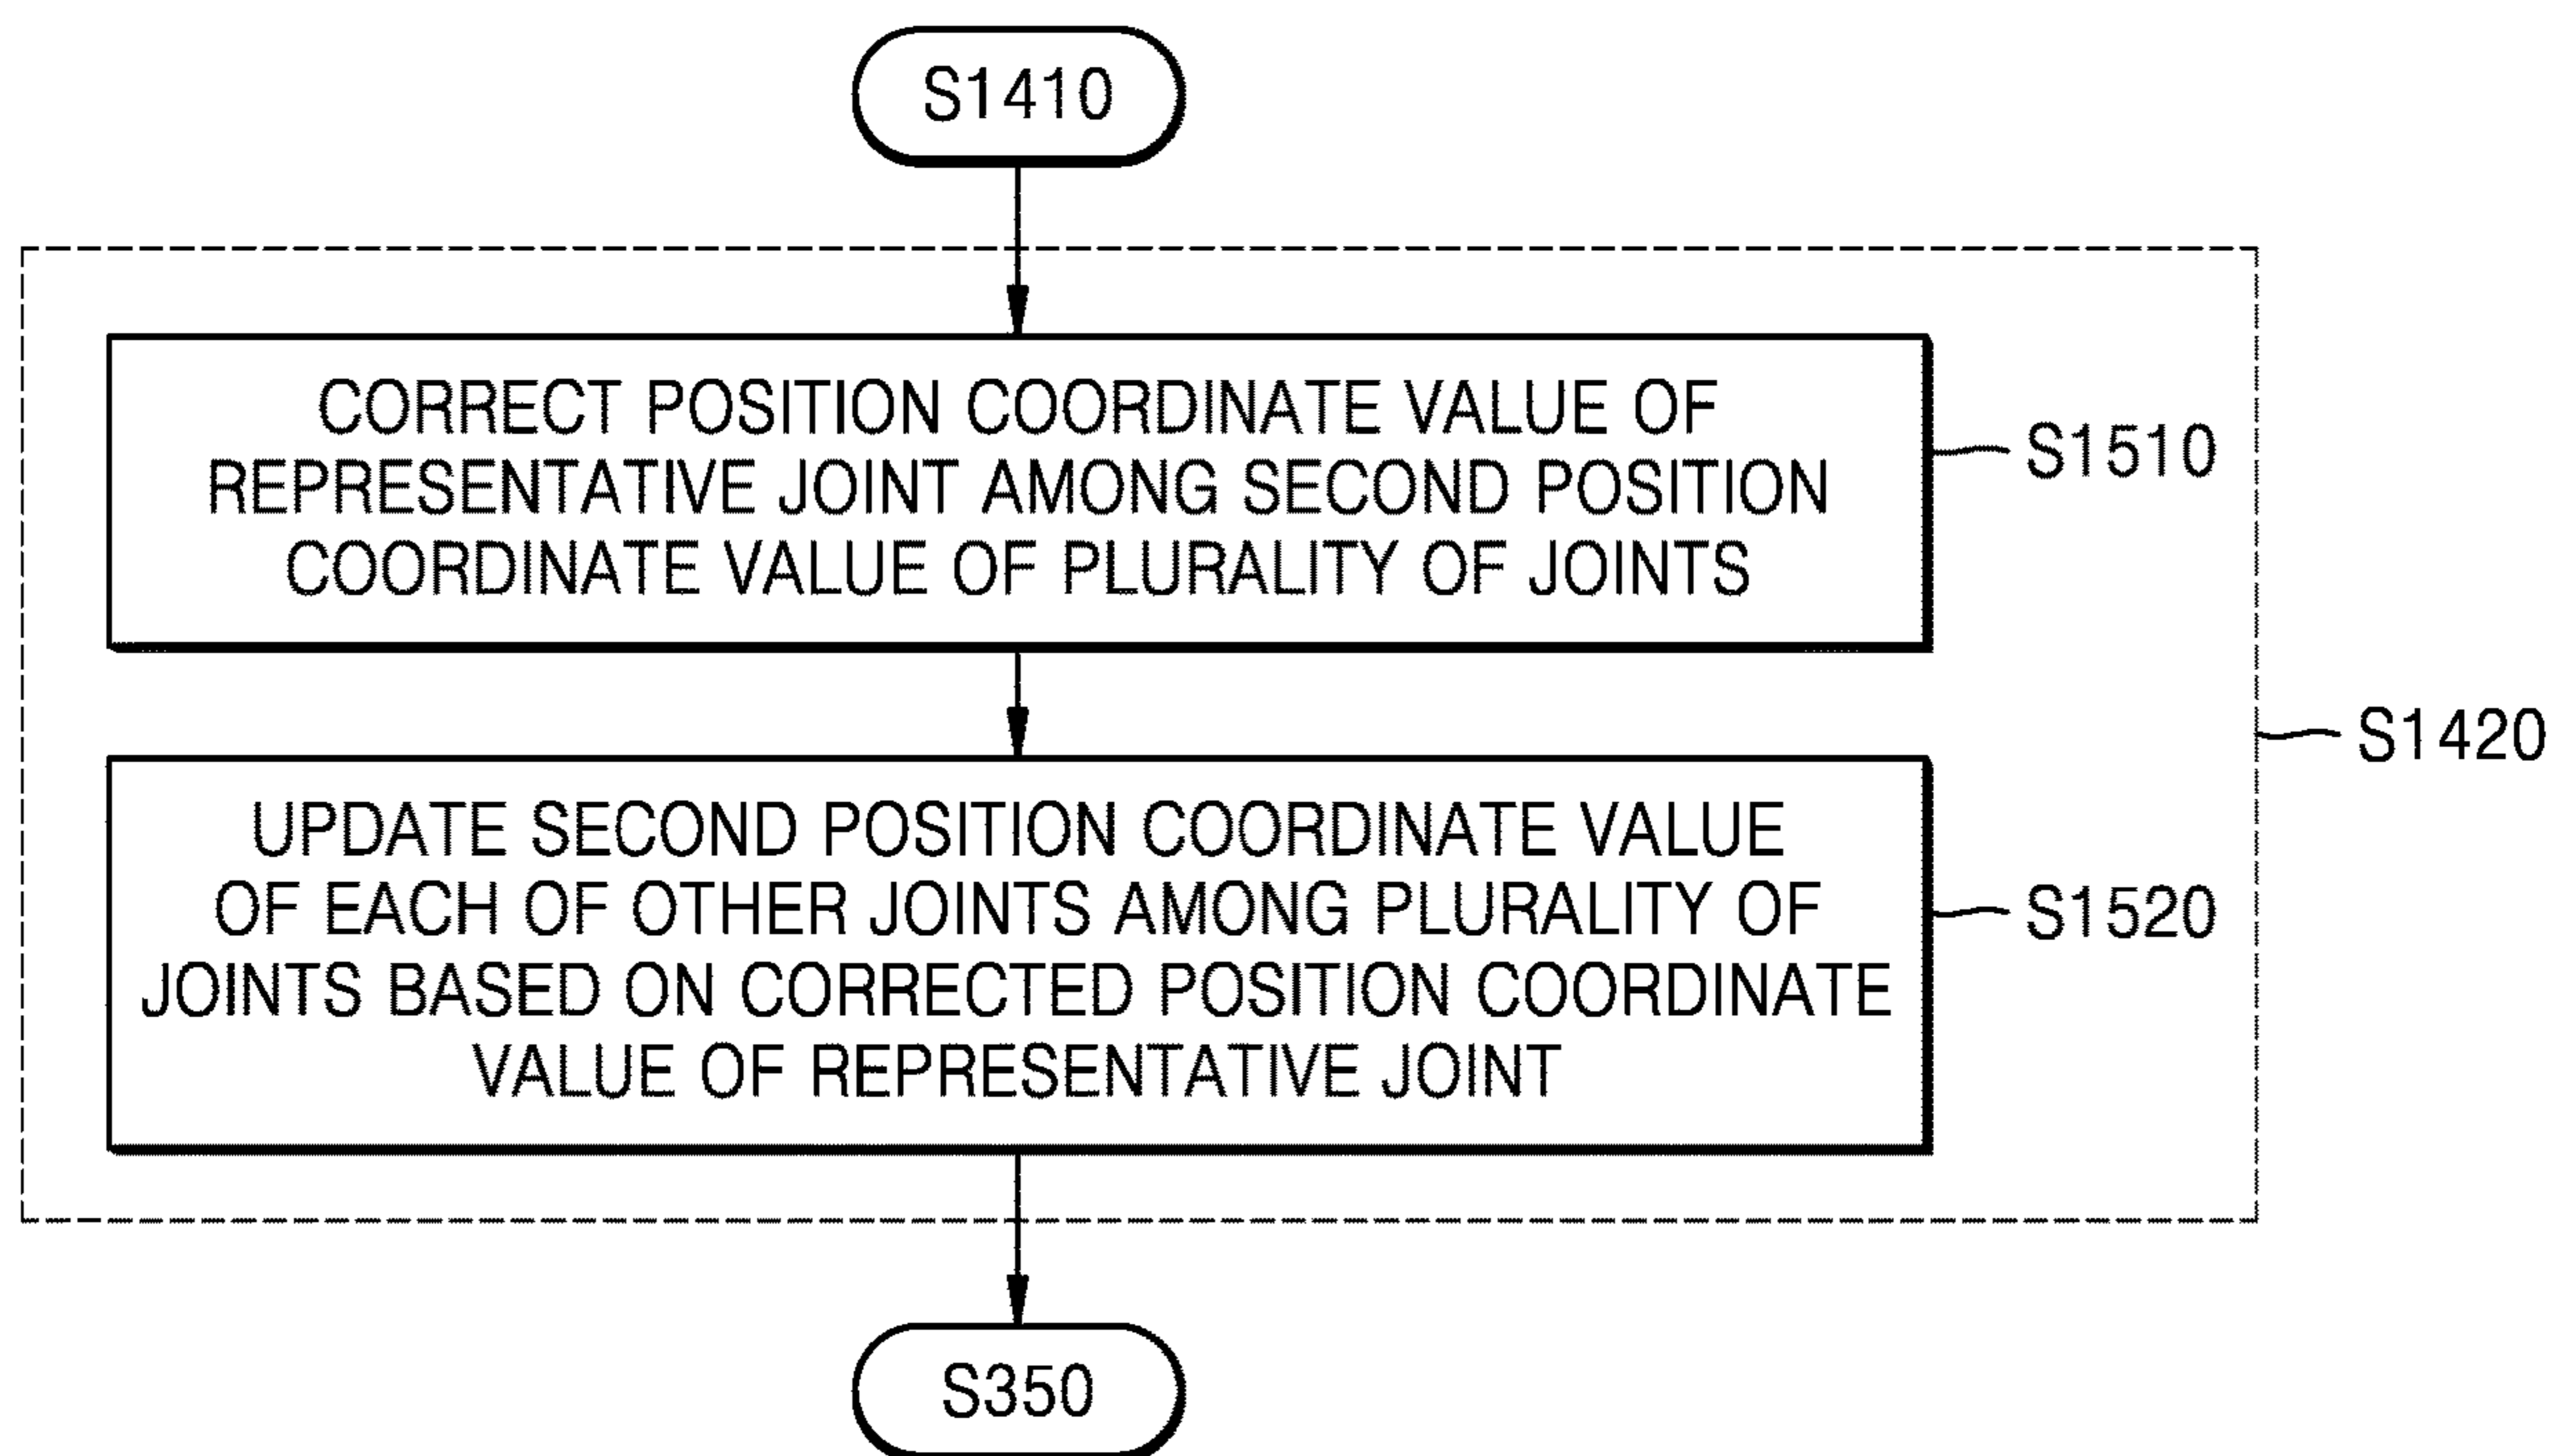 S1410
CORRECT POSITION COORDINATE VALUE OF
REPRESENTATIVE JOINT AMONG SECOND POSITION
COORDINATE VALUE OF PLURALITY OF JOINTS
S1510
S1420
UPDATE SECOND POSITION COORDINATE VALUE
OF EACH OF OTHER JOINTS AMONG PLURALITY OF
JOINTS BASED ON CORRECTED POSITION COORDINATE
VALUE OF REPRESENTATIVE JOINT
S1520
S350